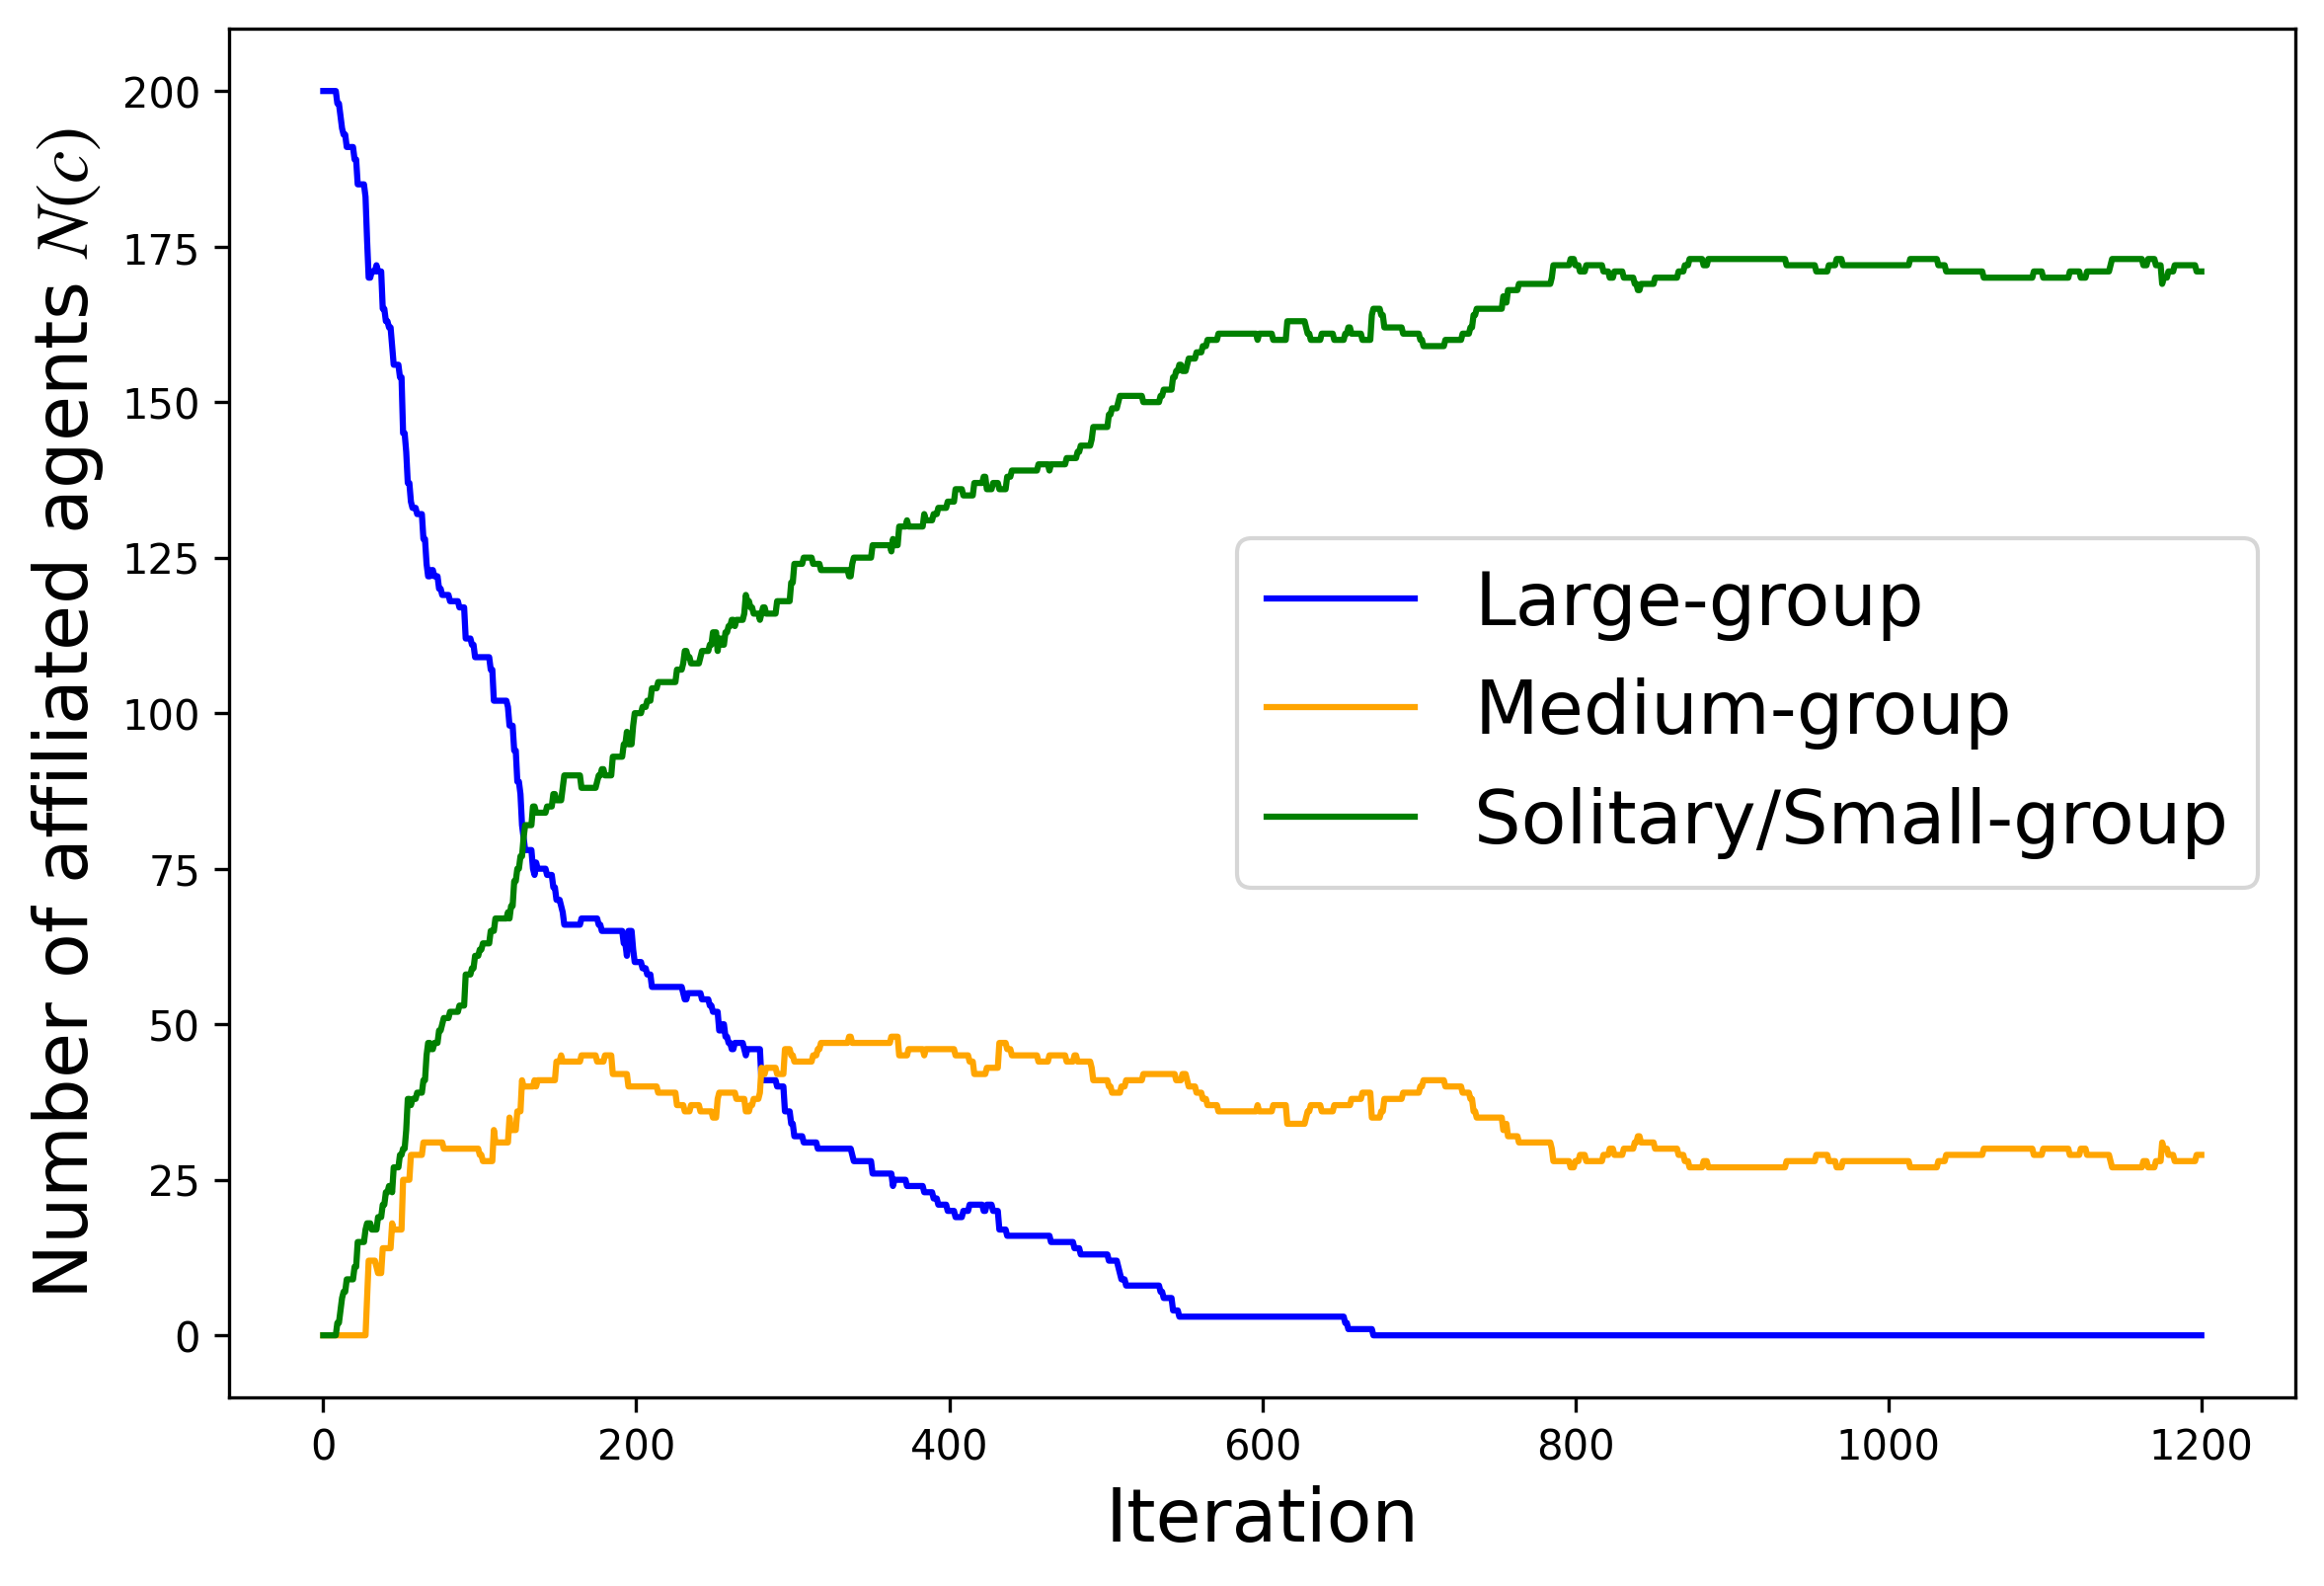 Number of affiliated agents N(c)
200
175
150
125
100
75
50
25
0
Large-group
Medium-group
Solitary/Small-group
0 200 400 600 800 1000 1200
Iteration